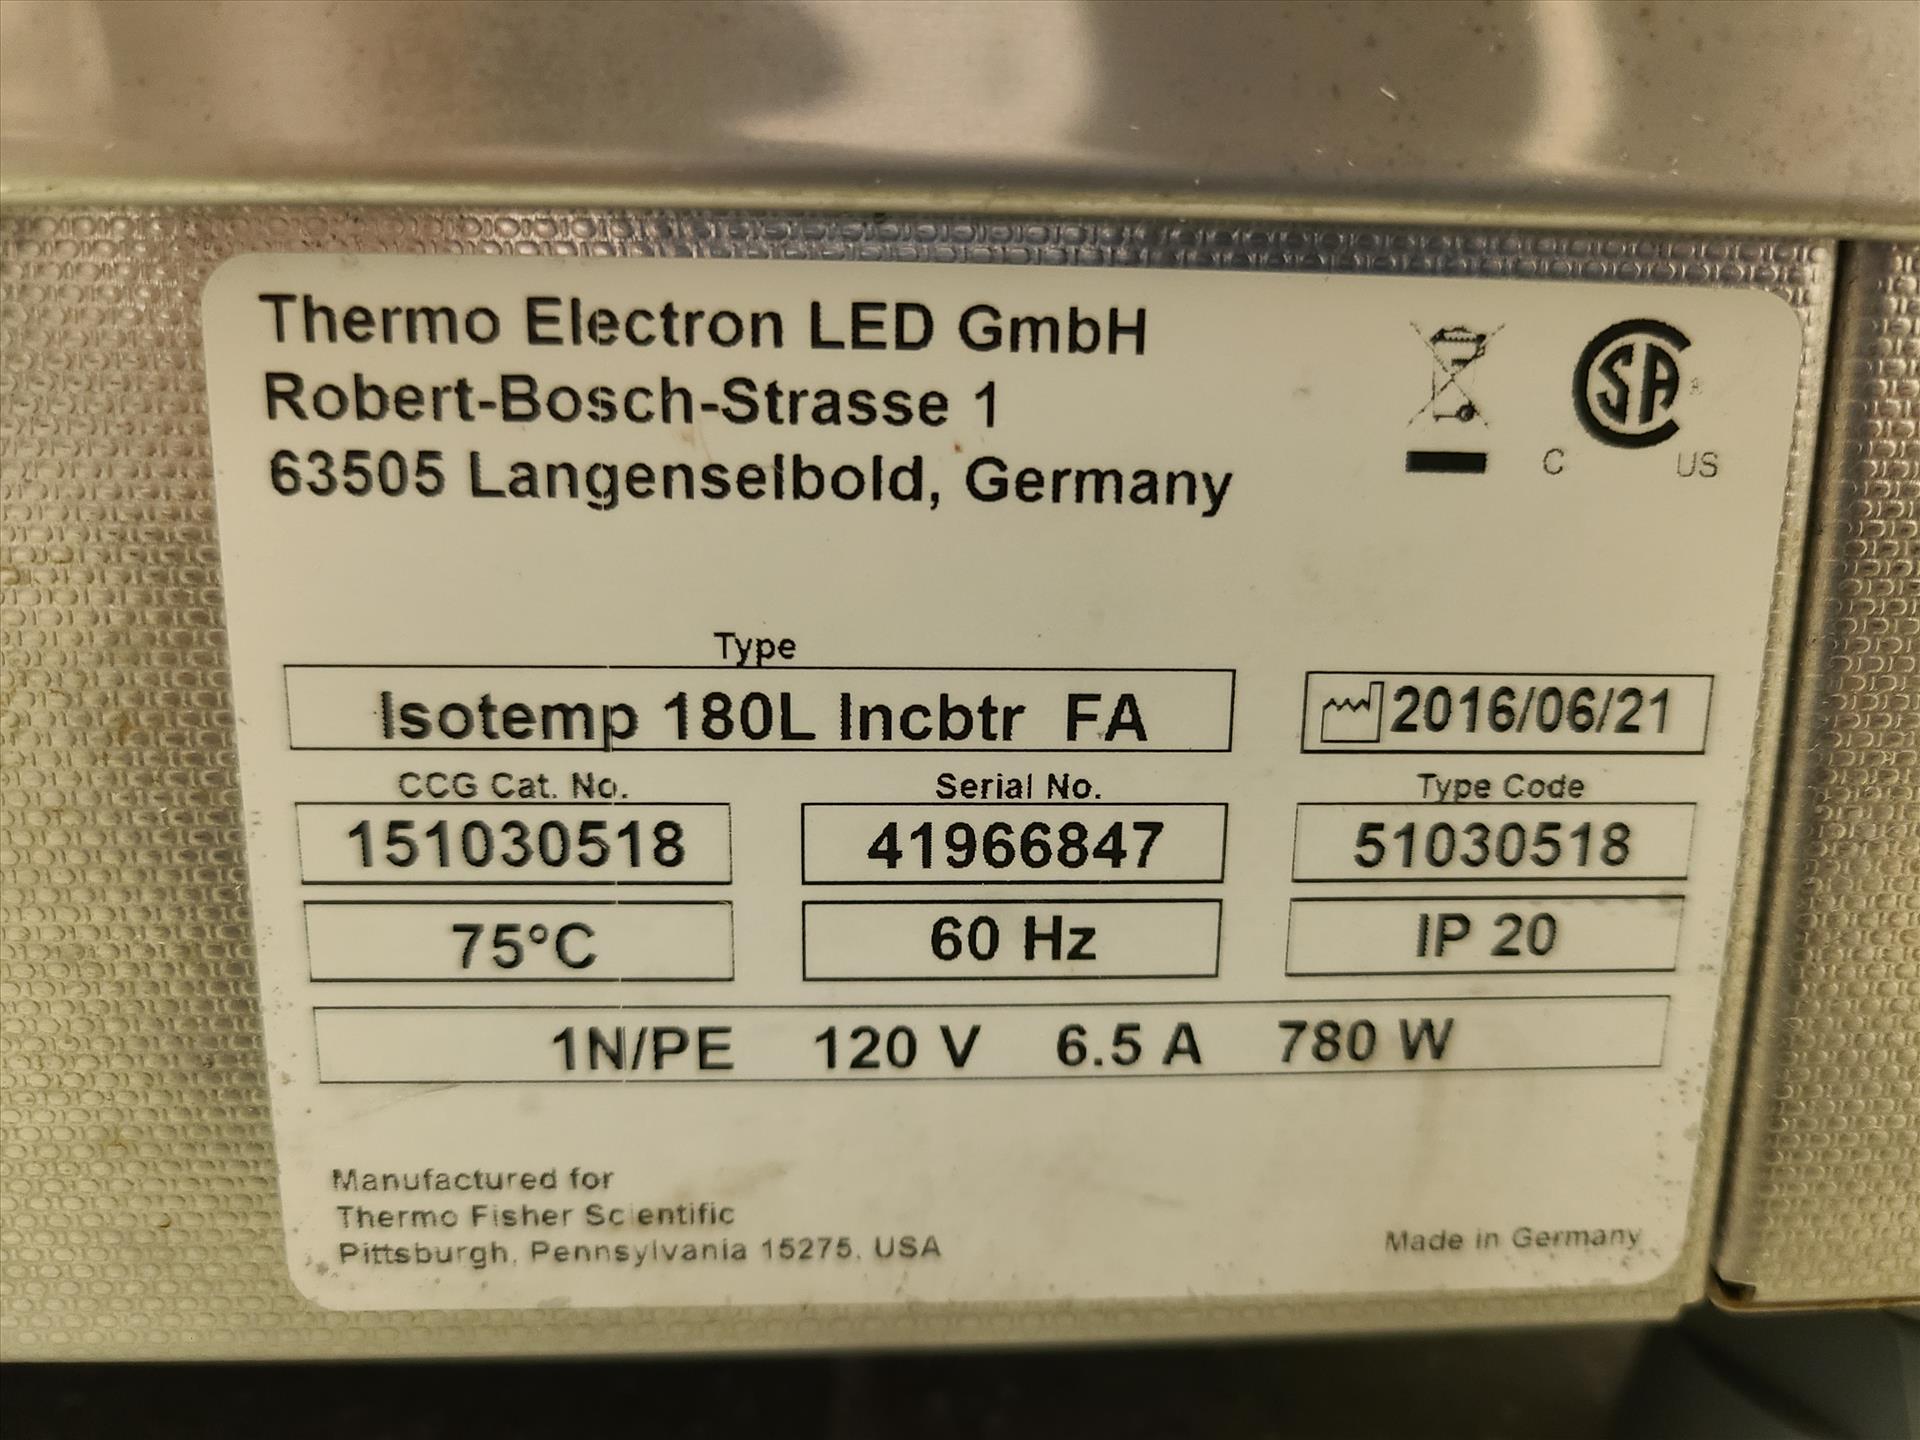 Thermo Electron LED GmbH
Robert-Bosch-Strasse 1
63505 Langenselbold, Germany
CSA ®
C US
Type
Isotemp 180L Incbtr FA
2016/06/21
CCG Cat. No. Serial No. Type Code
151030518 41966847 51030518
75°C 60 Hz IP 20
1N/PE 120 V 6.5 A 780 W
Manufactured for
Thermo Fisher Scientific
Pittsburgh, Pennsylvania 15275, USA
Made in Germany